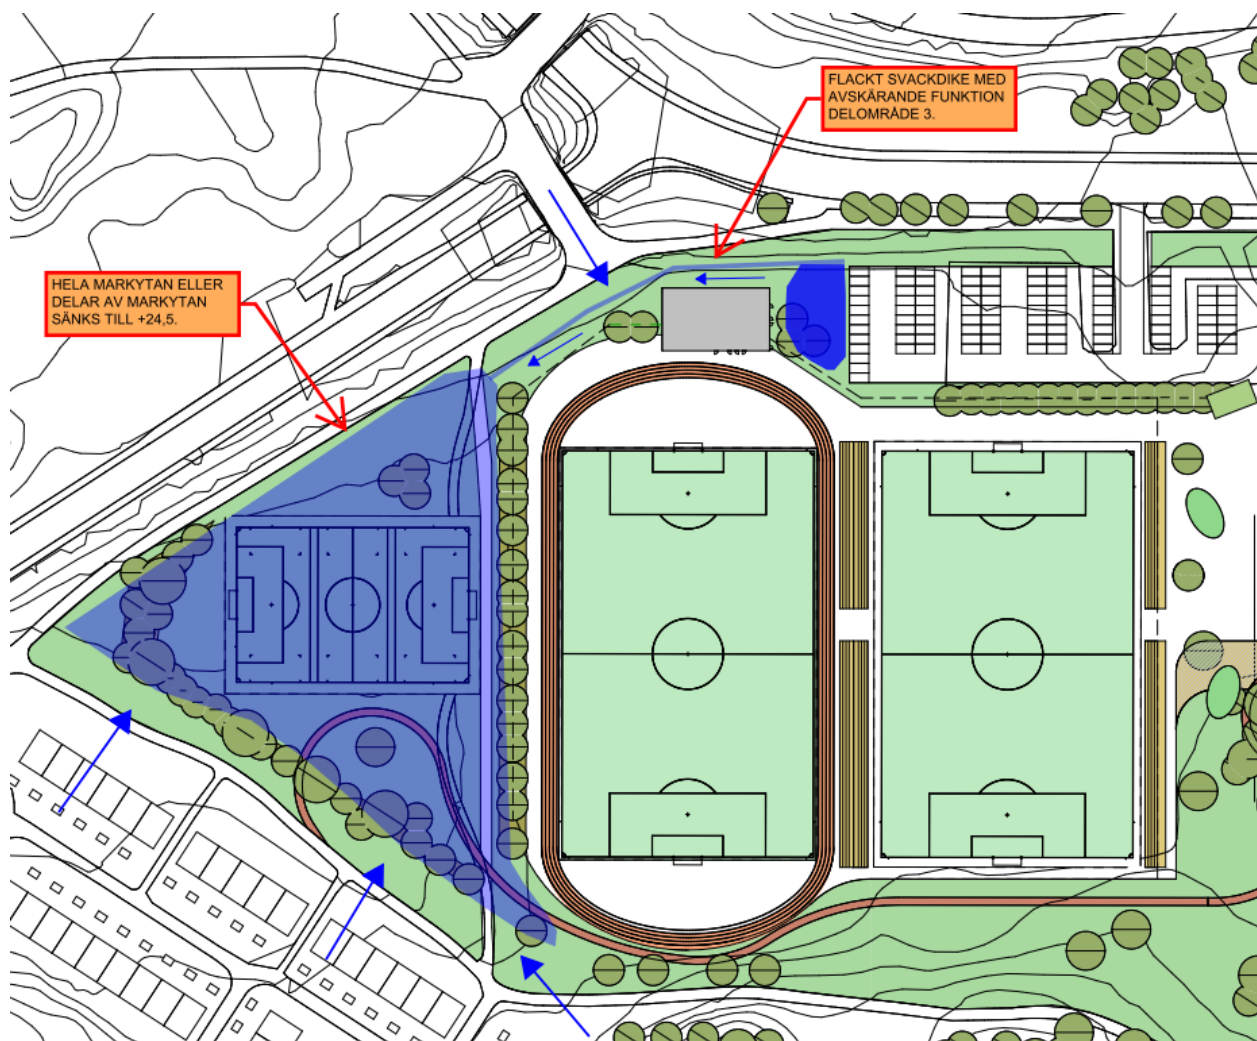 FLACKT SVACKDIKE MED
AVSKÄRANDE FUNKTION
DELOMRÅDE 3.
HELA MARKYTAN ELLER
DELAR AV MARKYTAN
SÄNKS TILL +24,5.